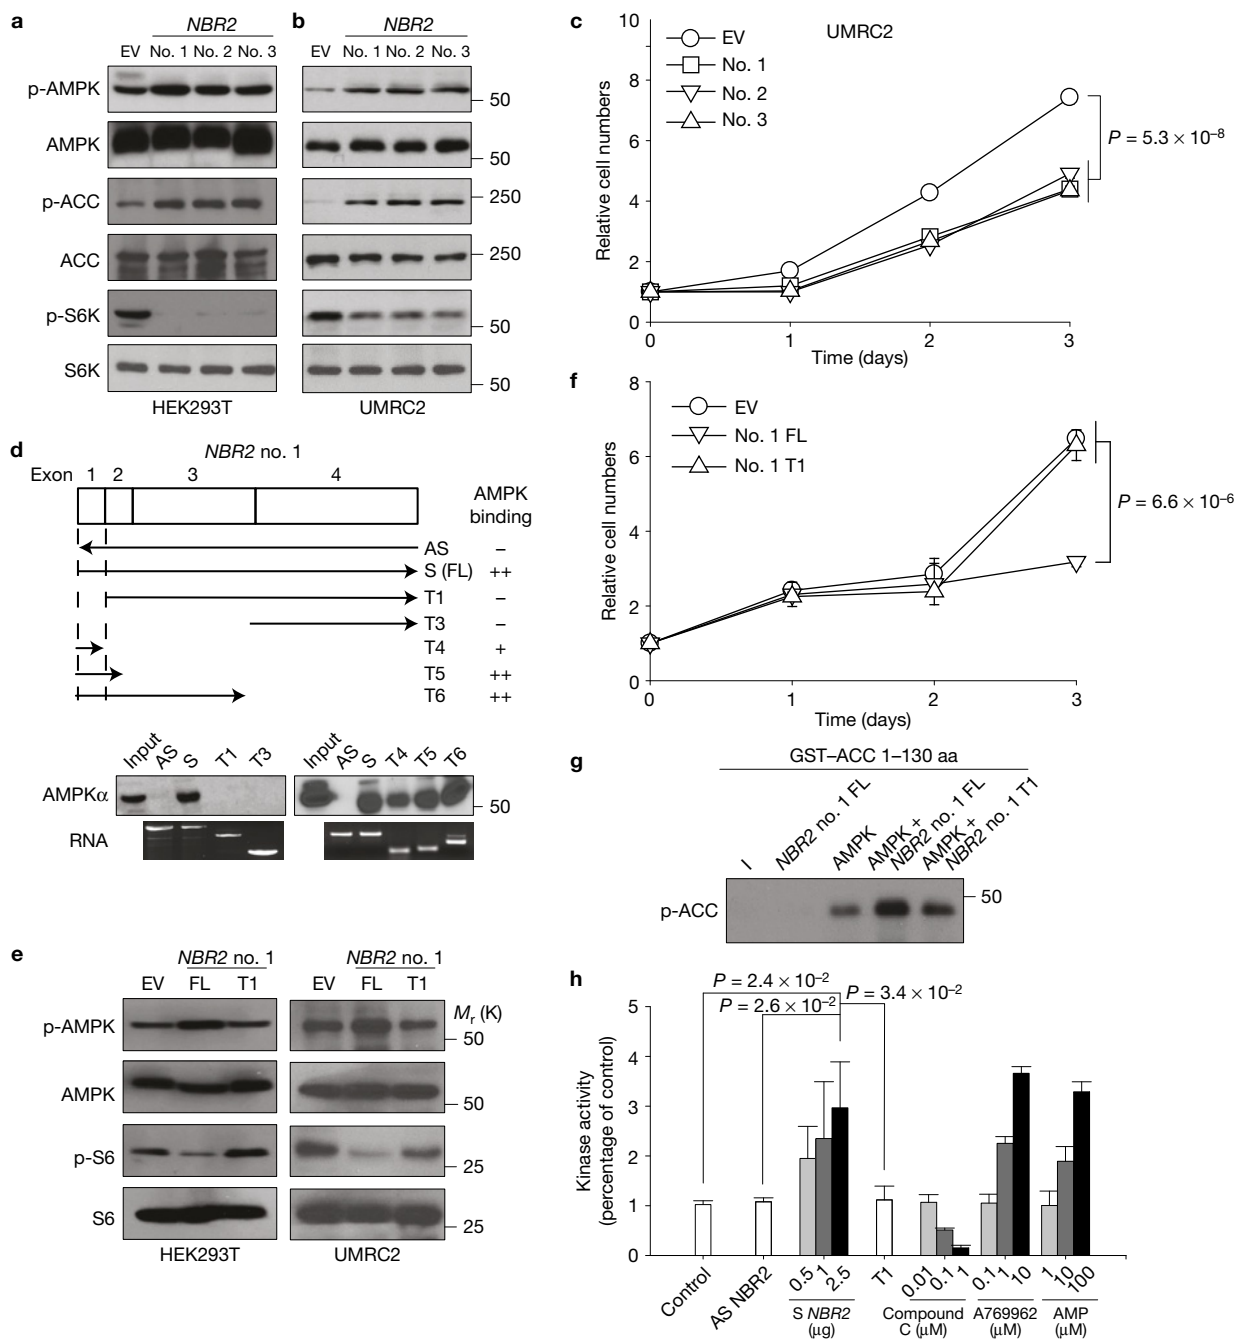 a
NBR2
EV No. 1 No. 2 No. 3
p-AMPK
AMPK
p-ACC
ACC
p-S6K
S6K
HEK293T
b
NBR2
EV No. 1 No. 2 No. 3
50
50
250
250
50
50
UMRC2
c
UMRC2
EV
No. 1
No. 2
No. 3
Relative cell numbers
10
8
6
4
2
0
0 1 2 3
Time (days)
P = 5.3 × 10–8
d
NBR2 no. 1
Exon 1 2 3 4
AMPK
binding
AS –
S (FL) ++
T1 –
T3 –
T4 +
T5 ++
T6 ++
Input AS S T1 T3
Input AS S T4 T5 T6
AMPKα
50
RNA
e
NBR2 no. 1
EV FL T1
NBR2 no. 1
EV FL T1
Mr (K)
p-AMPK
50
AMPK
50
p-S6
25
S6
25
HEK293T
UMRC2
f
EV
No. 1 FL
No. 1 T1
Relative cell numbers
8
6
4
2
0
0 1 2 3
Time (days)
P = 6.6 × 10–6
g
GST–ACC 1–130 aa
I
NBR2 no. 1 FL
AMPK
AMPK +
NBR2 no. 1 FL
AMPK +
NBR2 no. 1 T1
p-ACC
50
h
P = 2.4 × 10–2
P = 2.6 × 10–2
P = 3.4 × 10–2
Kinase activity
(percentage of control)
5
4
3
2
1
0
Control
AS NBR2
0.5 1 2.5
S NBR2
(μg)
T1
0.01 0.1 1
Compound
C (μM)
0.1 1 10
A769962
(μM)
1 10 100
AMP
(μM)